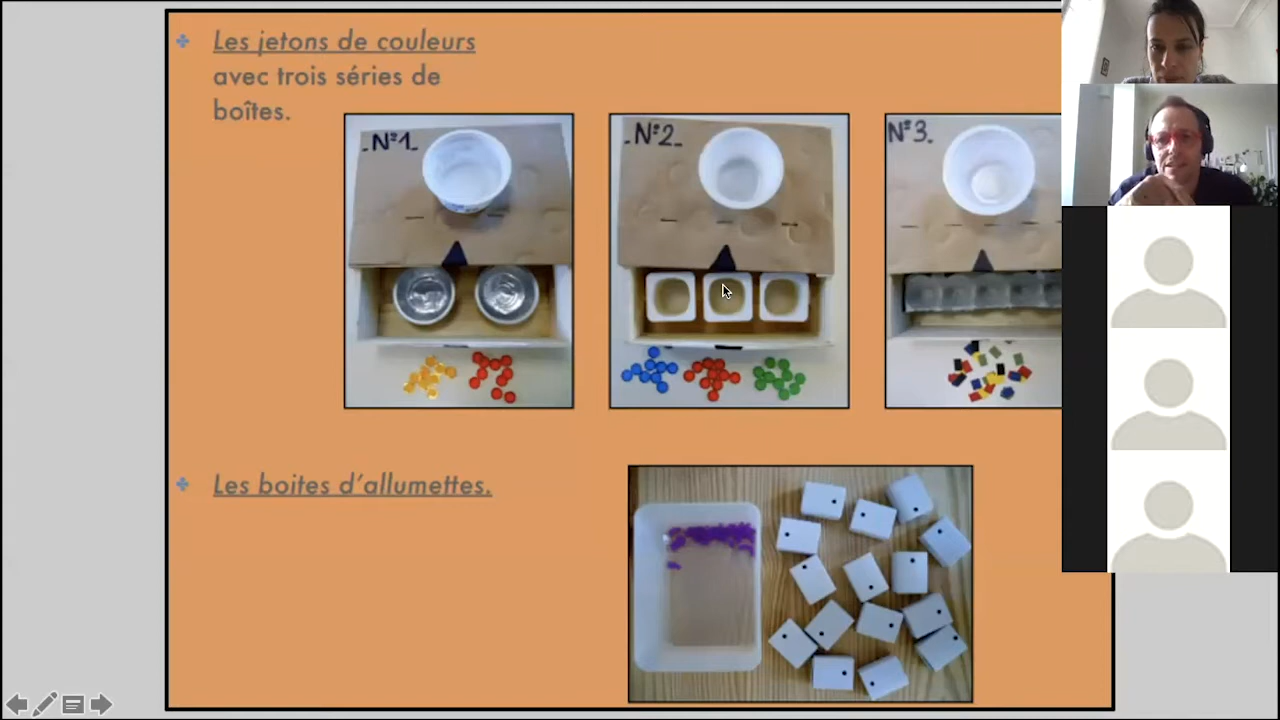 Les jetons de couleurs
avec trois séries de
boîtes.
-N°1-
-N°2-
N°3-
Les boites d'allumettes.